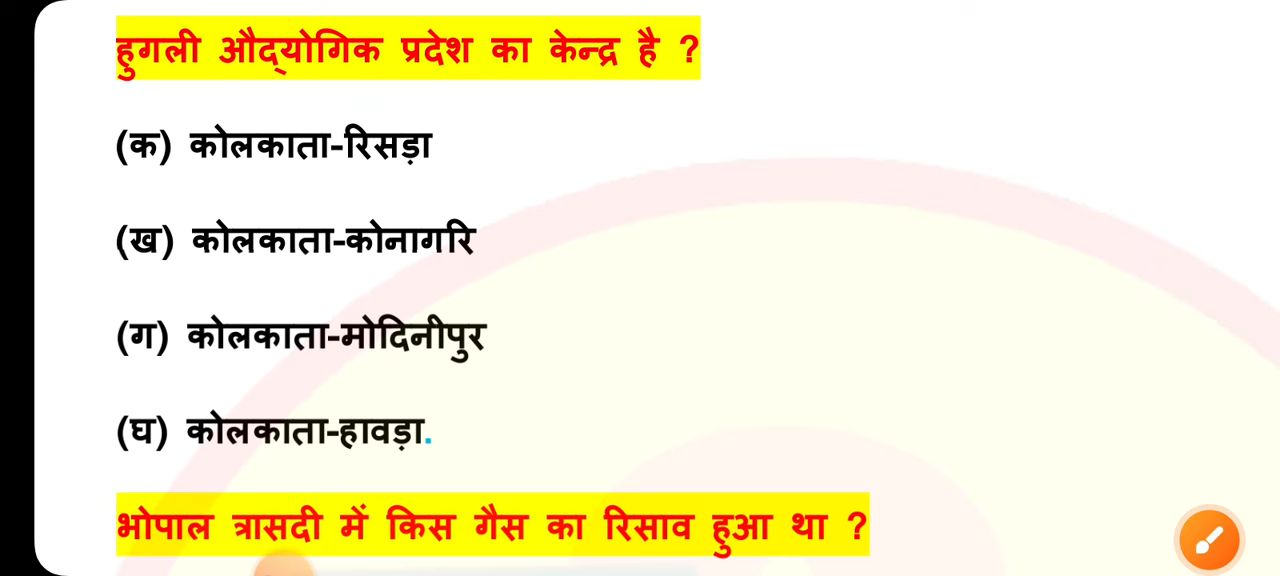 हुगली औद्योगिक प्रदेश का केन्द्र है ?
(क) कोलकाता-रिसड़ा
(ख) कोलकाता-कोनागरि
(ग) कोलकाता-मोदिनीपुर
(घ) कोलकाता-हावड़ा.
भोपाल त्रासदी में किस गैस का रिसाव हुआ था ?